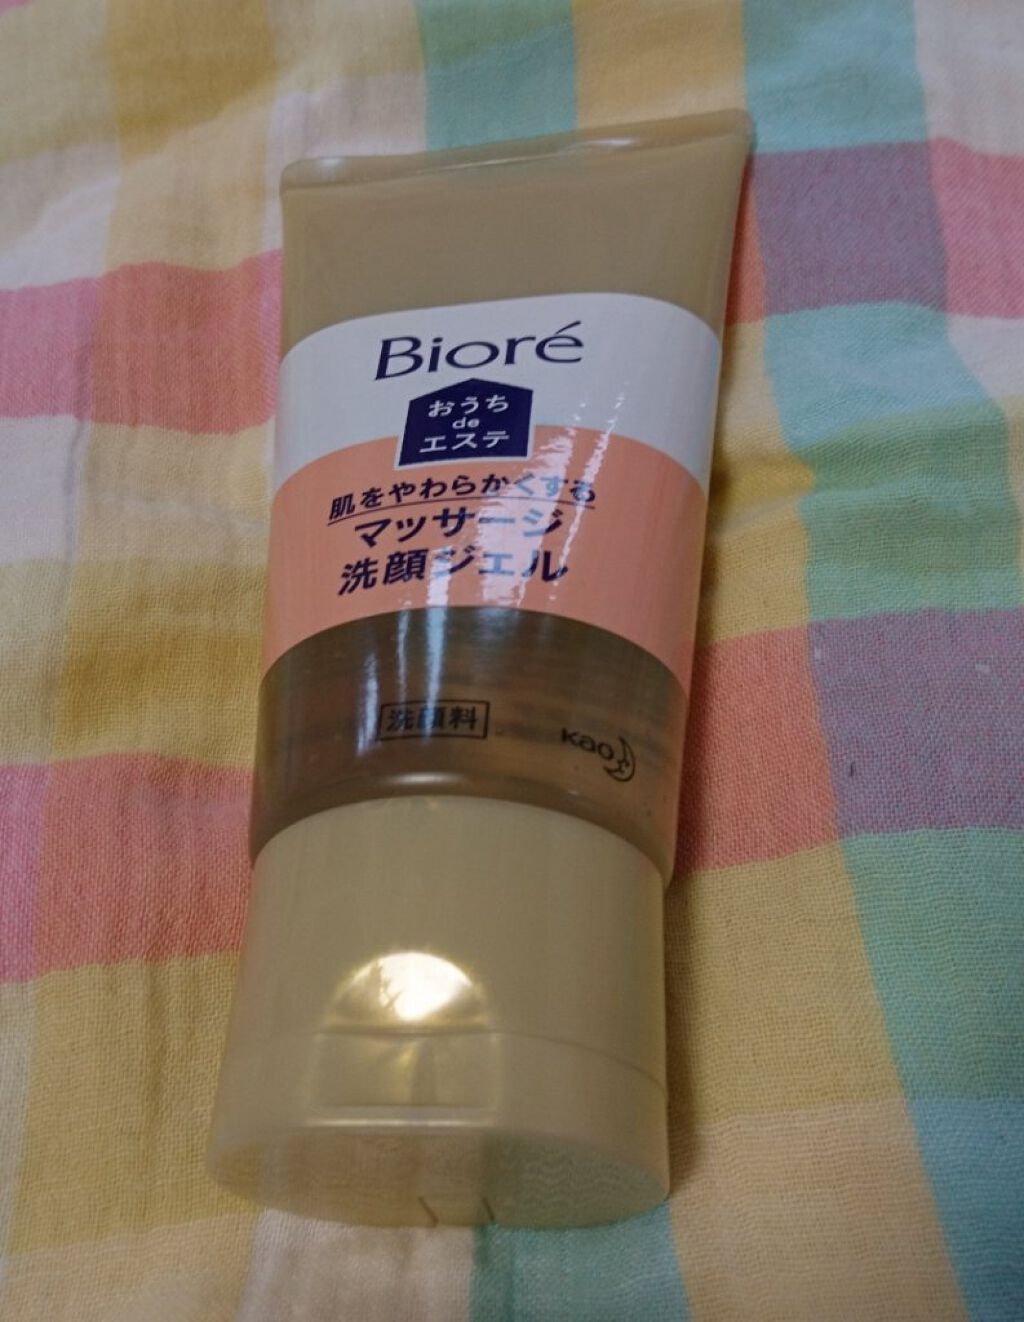 Bioré
おうち
de
エステ
肌をやわらかくする
マッサージ
洗顔ジェル
洗顔料
Kao